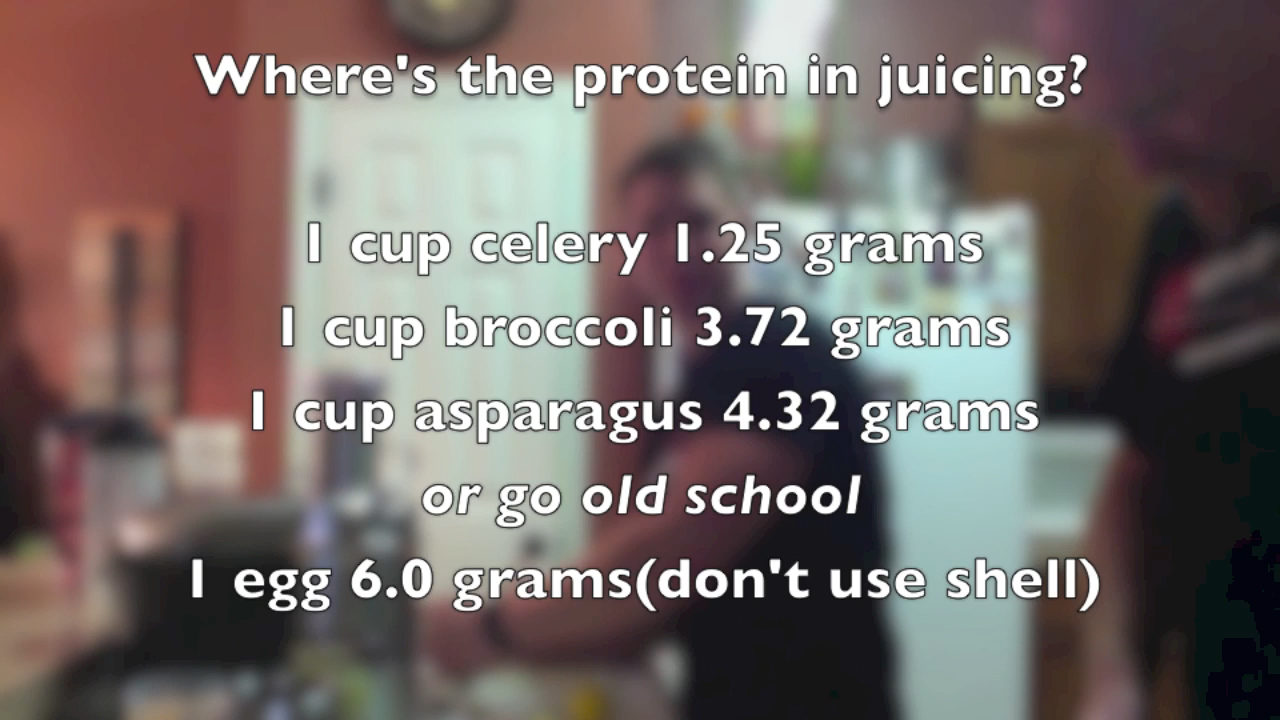 Where's the protein in juicing?
1 cup celery 1.25 grams
1 cup broccoli 3.72 grams
1 cup asparagus 4.32 grams
or go old school
1 egg 6.0 grams(don't use shell)